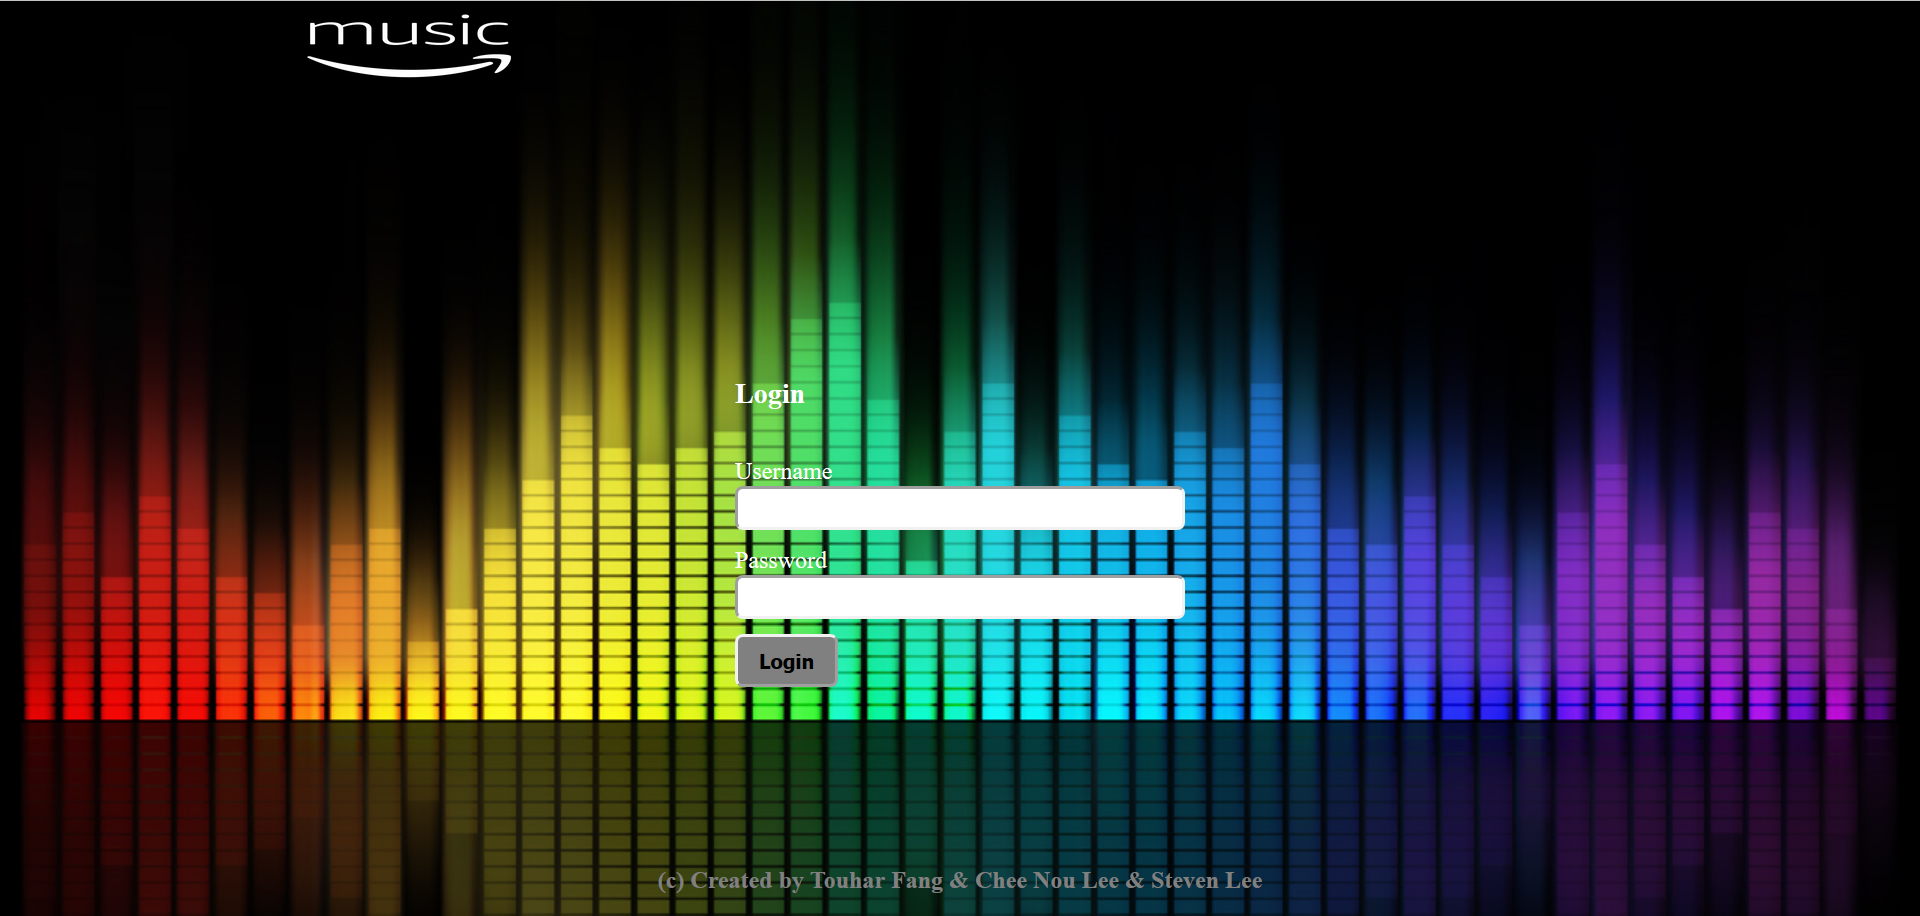 music
Login
Username
Password
Login
(c) Created by Touhar Fang & Chee Nou Lee & Steven Lee